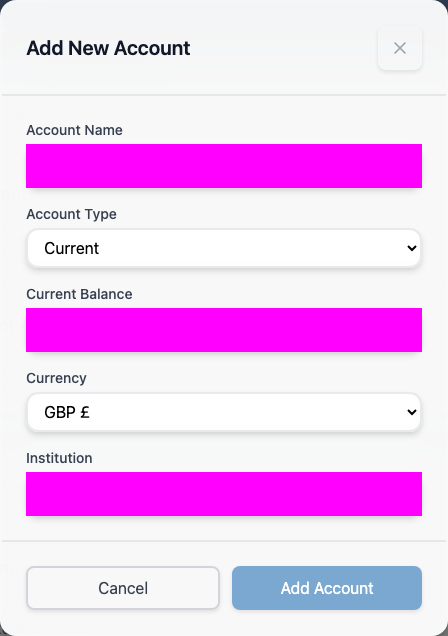 Add New Account
Account Name
Account Type
Current
Current Balance
Currency
GBP £
Institution
Cancel
Add Account